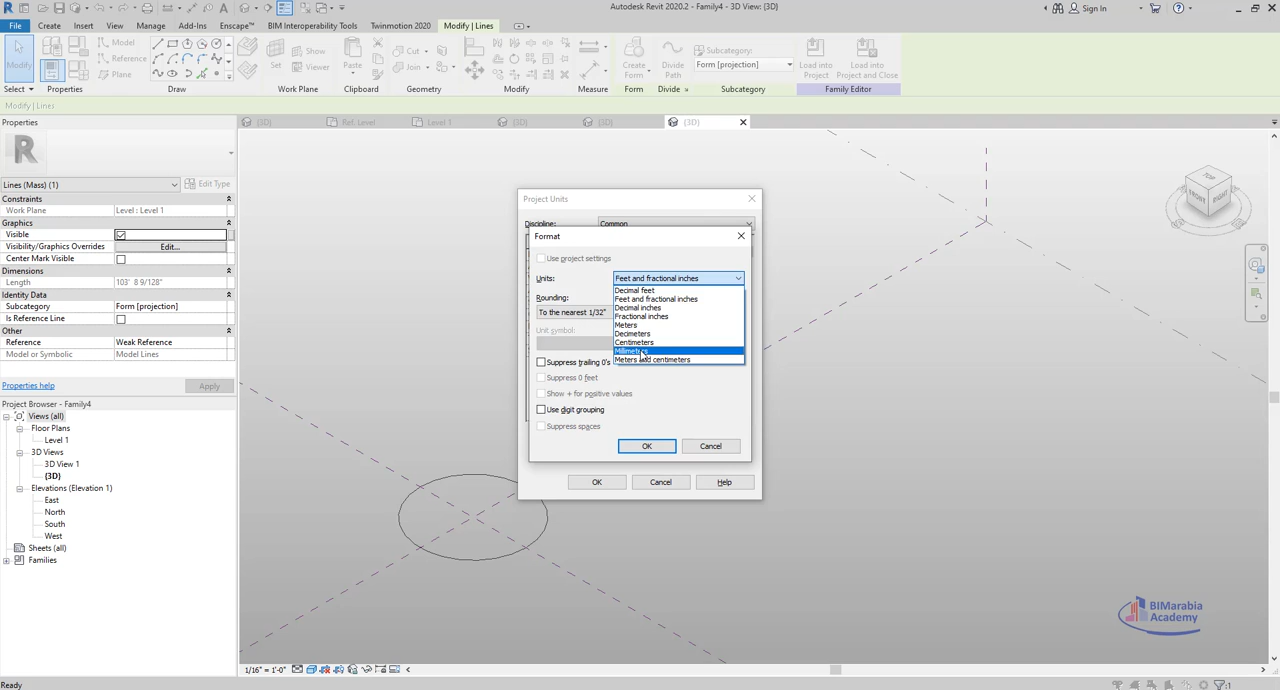 Autodesk Revit 2020.2 - Family4 - 3D View: {3D}
Sign In
File
Create
Insert
View
Manage
Add-Ins
Enscape™
BIM Interoperability Tools
Twinmotion 2020
Modify | Lines
Modify
Model
Reference
Plane
Set
Show
Viewer
Paste
Cut
Join
Create Form
Divide Path
Subcategory:
Form [projection]
Load into Project
Load into Project and Close
Select
Properties
Draw
Work Plane
Clipboard
Geometry
Modify
Measure
Form
Divide
Subcategory
Family Editor
Modify | Lines
Properties
{3D}
Ref. Level
Level 1
{3D}
{3D}
{3D}
Lines (Mass) (1)
Edit Type
Constraints
Work Plane
Level : Level 1
Graphics
Visible
Visibility/Graphics Overrides
Edit...
Center Mark Visible
Dimensions
Length
103' 8 9/128"
Identity Data
Subcategory
Form [projection]
Is Reference Line
Other
Reference
Weak Reference
Model or Symbolic
Model Lines
Properties help
Apply
Project Browser - Family4
Views (all)
Floor Plans
Level 1
3D Views
3D View 1
{3D}
Elevations (Elevation 1)
East
North
South
West
Sheets (all)
Families
Project Units
Discipline:
Common
Format
Use project settings
Units:
Feet and fractional inches
Decimal feet
Feet and fractional inches
Decimal inches
Fractional inches
Meters
Decimeters
Centimeters
Millimeters
Meters and centimeters
Rounding:
To the nearest 1/32"
Unit symbol:
Suppress trailing 0's
Suppress 0 feet
Show + for positive values
Use digit grouping
Suppress spaces
OK
Cancel
OK
Cancel
Help
TOP
FRONT
RIGHT
BIMarabia
Academy
1/16" = 1'-0"
Ready
:1